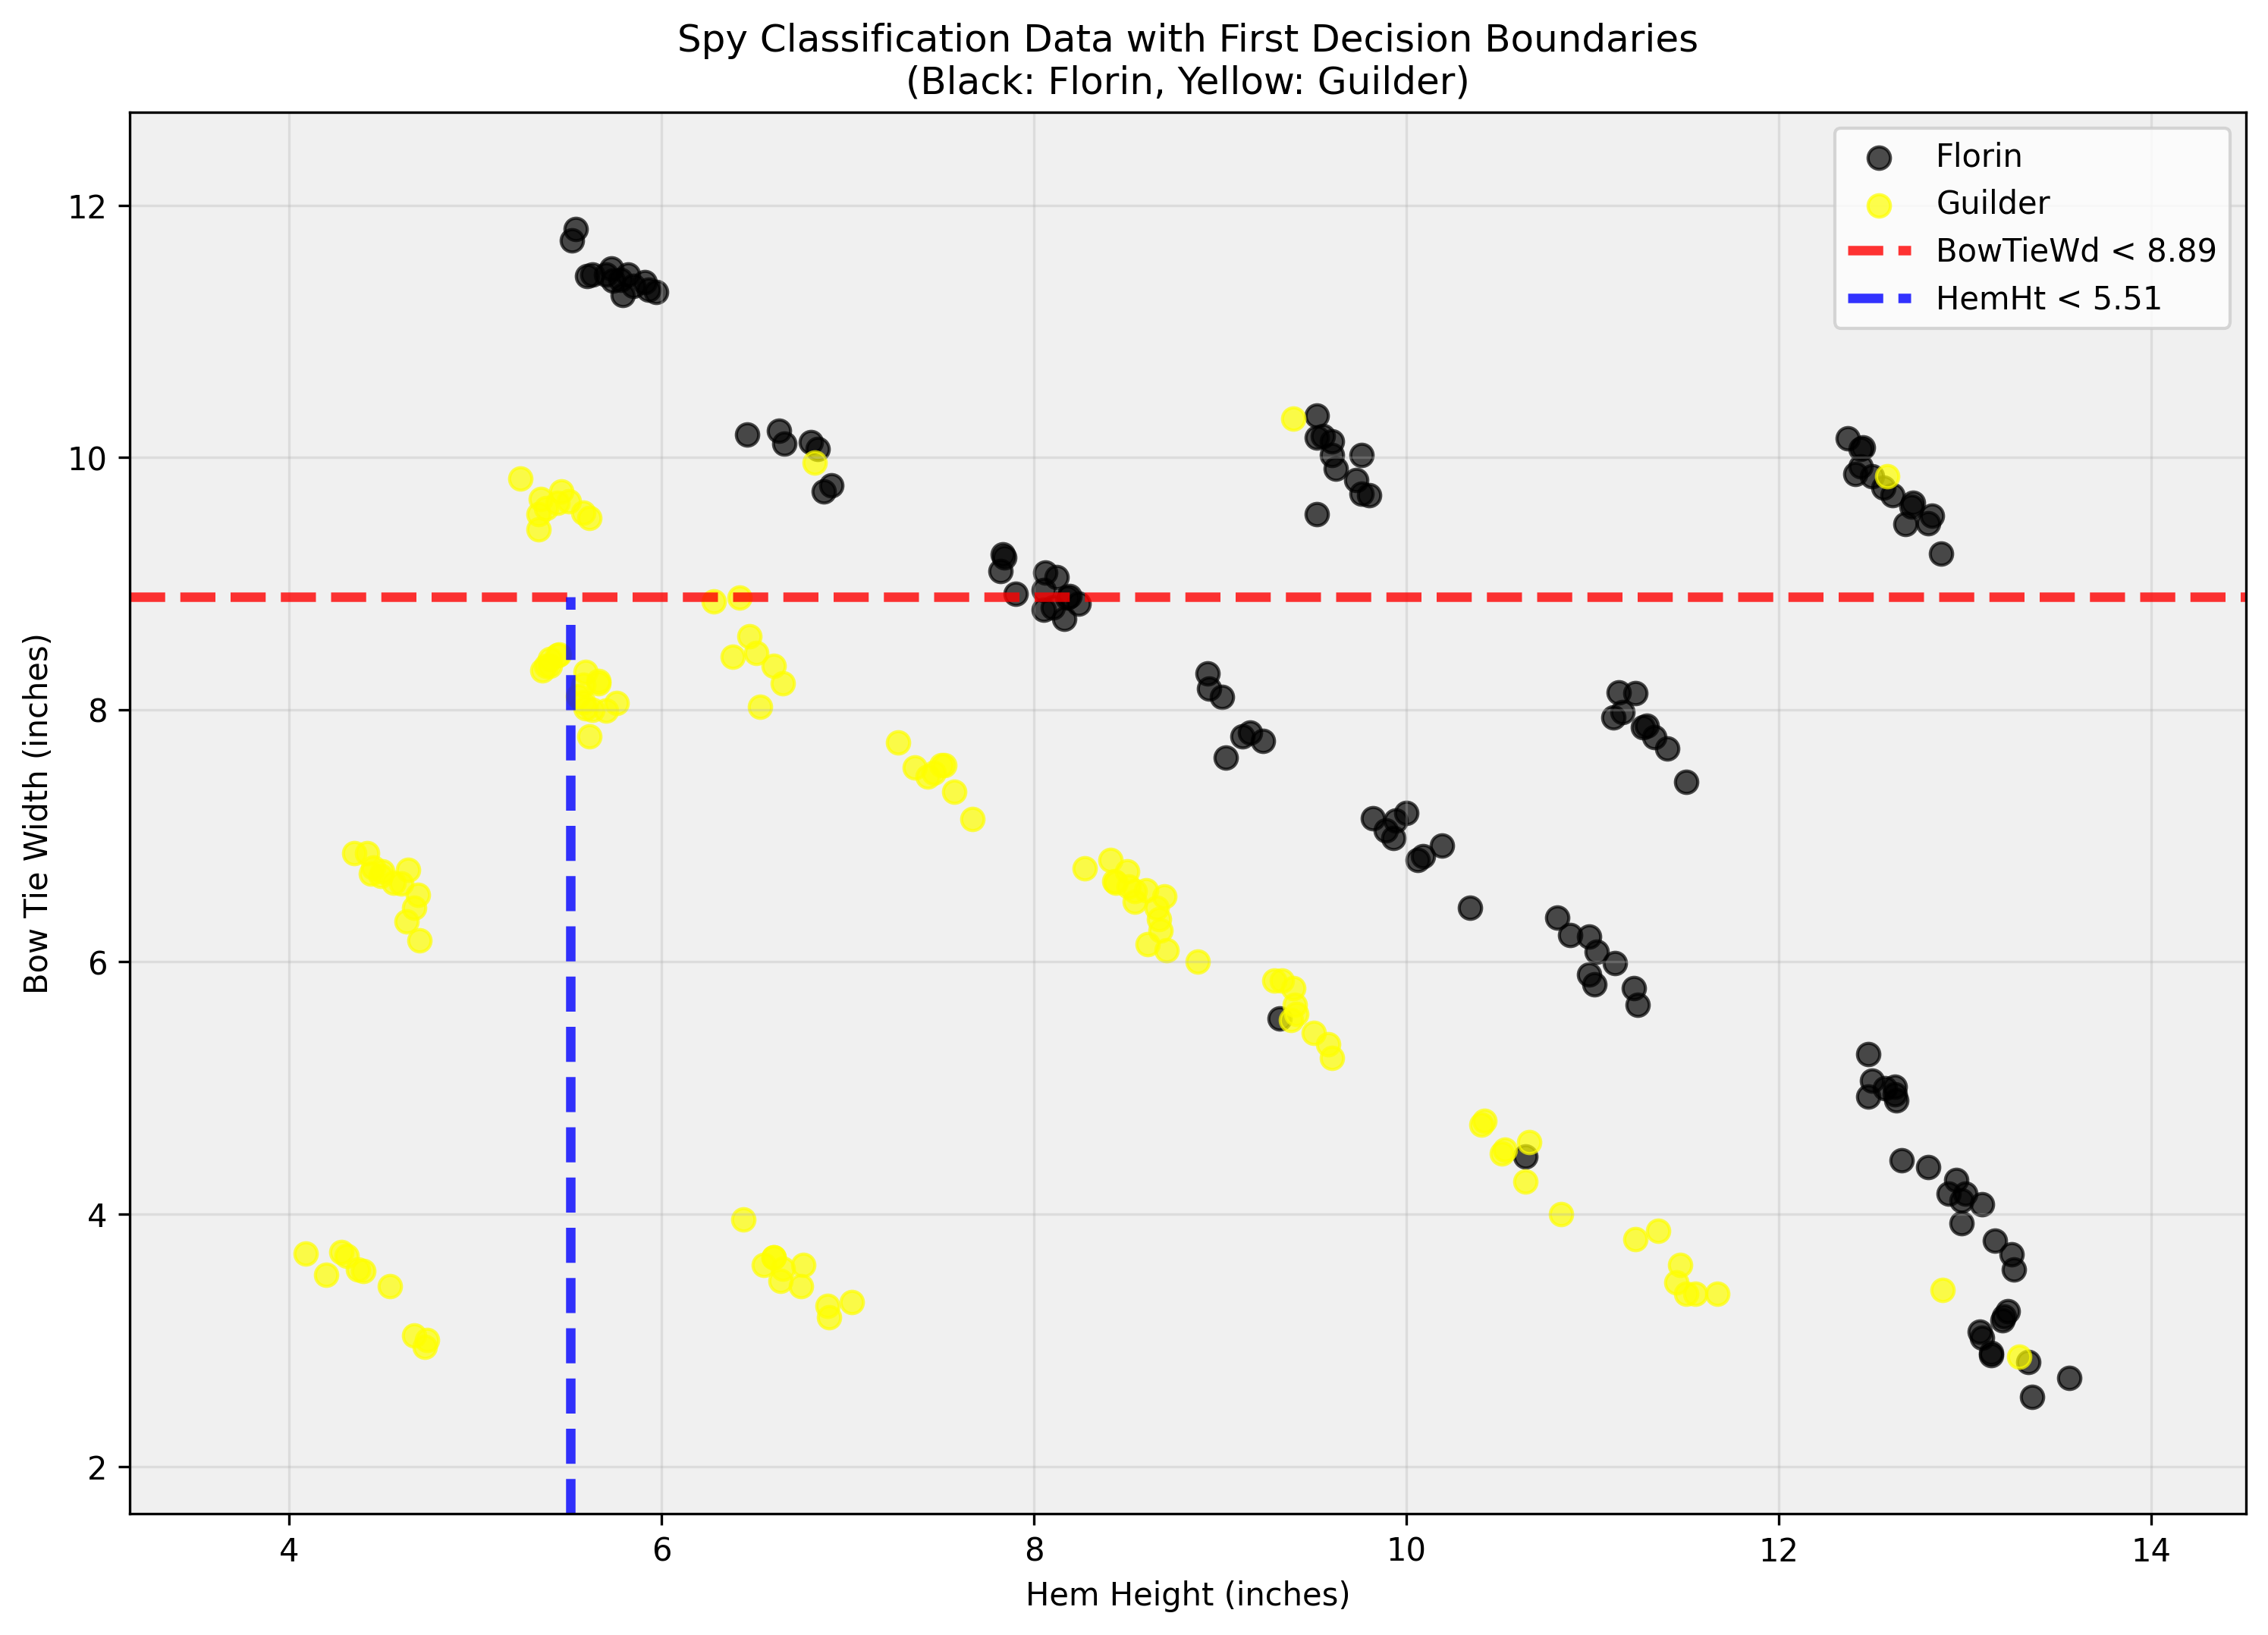 Spy Classification Data with First Decision Boundaries
(Black: Florin, Yellow: Guilder)
Florin
Guilder
BowTieWd < 8.89
HemHt < 5.51
Bow Tie Width (inches)
12
10
8
6
4
2
4 6 8 10 12 14
Hem Height (inches)